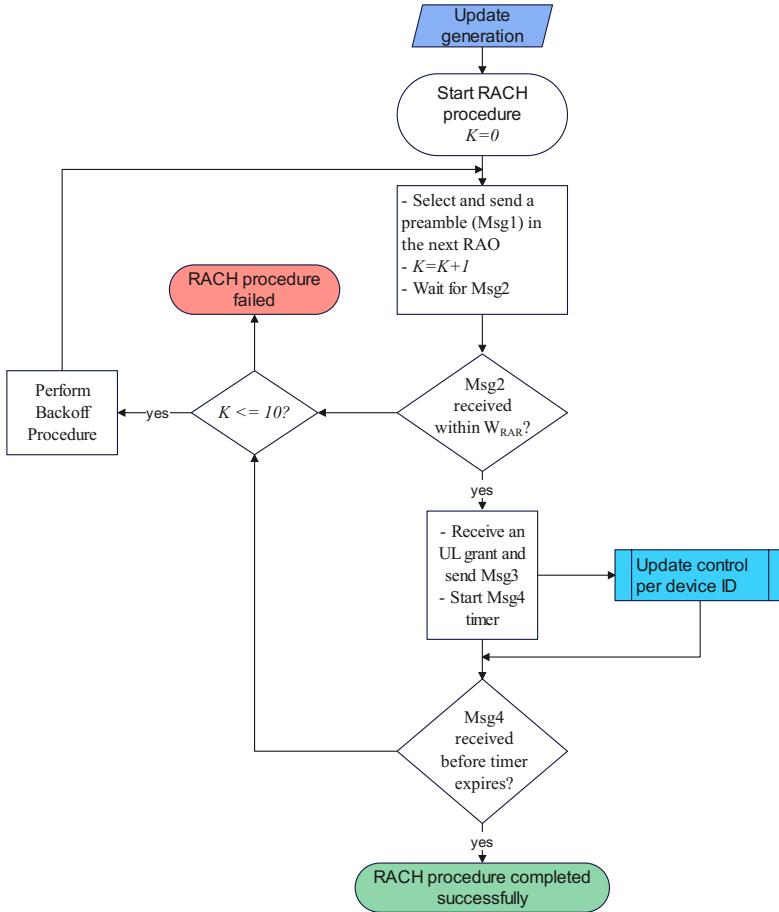 Update
generation
Start RACH
procedure
K=0
- Select and send a
preamble (Msg1) in
the next RAO
- K=K+1
- Wait for Msg2
RACH procedure
failed
Msg2
received
within WRAR?
K <= 10?
yes
Perform
Backoff
Procedure
yes
- Receive an
UL grant and
send Msg3
- Start Msg4
timer
Update control
per device ID
Msg4
received
before timer
expires?
yes
RACH procedure completed
successfully